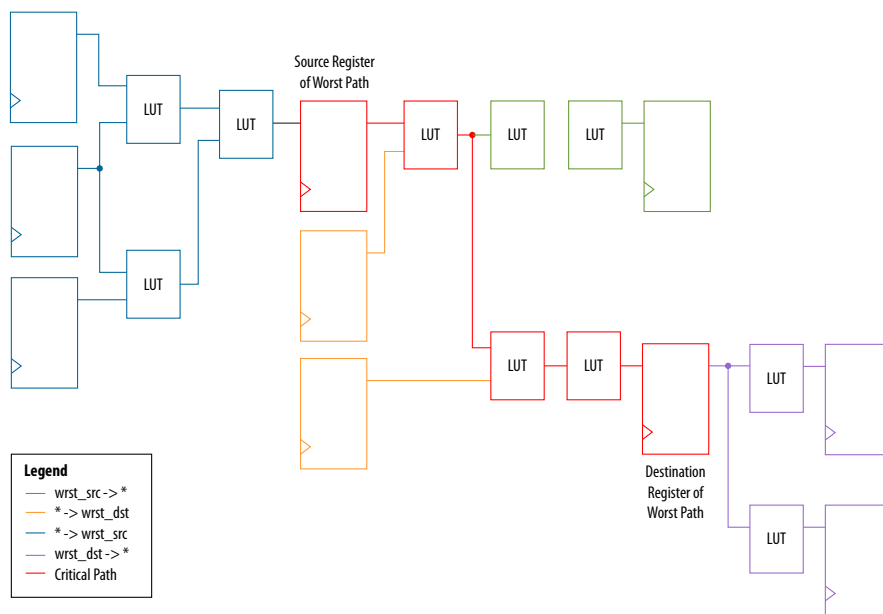 Source Register
of Worst Path
LUT
LUT
LUT
LUT
LUT
LUT
LUT
LUT
LUT
LUT
Destination
Register of
Worst Path
LUT
Legend
wrst_src -> *
* -> wrst_dst
* -> wrst_src
wrst_dst -> *
Critical Path